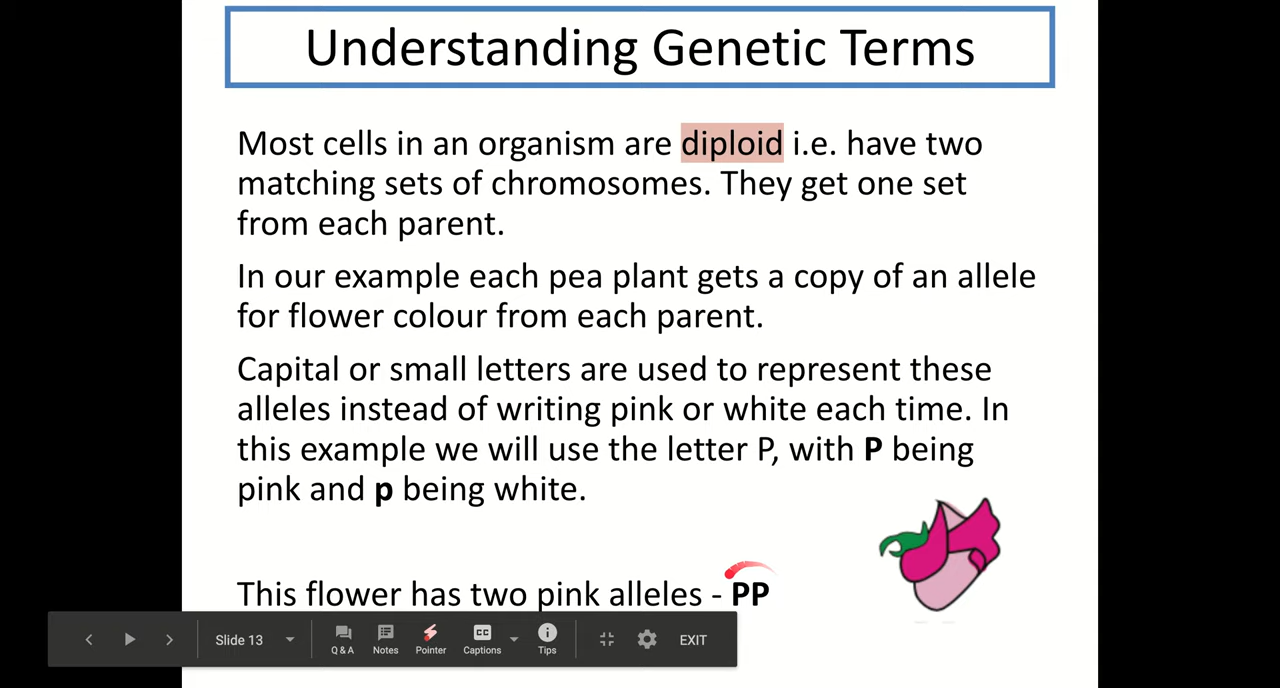 Understanding Genetic Terms
Most cells in an organism are diploid i.e. have two
matching sets of chromosomes. They get one set
from each parent.
In our example each pea plant gets a copy of an allele
for flower colour from each parent.
Capital or small letters are used to represent these
alleles instead of writing pink or white each time. In
this example we will use the letter P, with P being
pink and p being white.
This flower has two pink alleles - PP
Slide 13
Q & A
Notes
Pointer
CC
Captions
Tips
EXIT